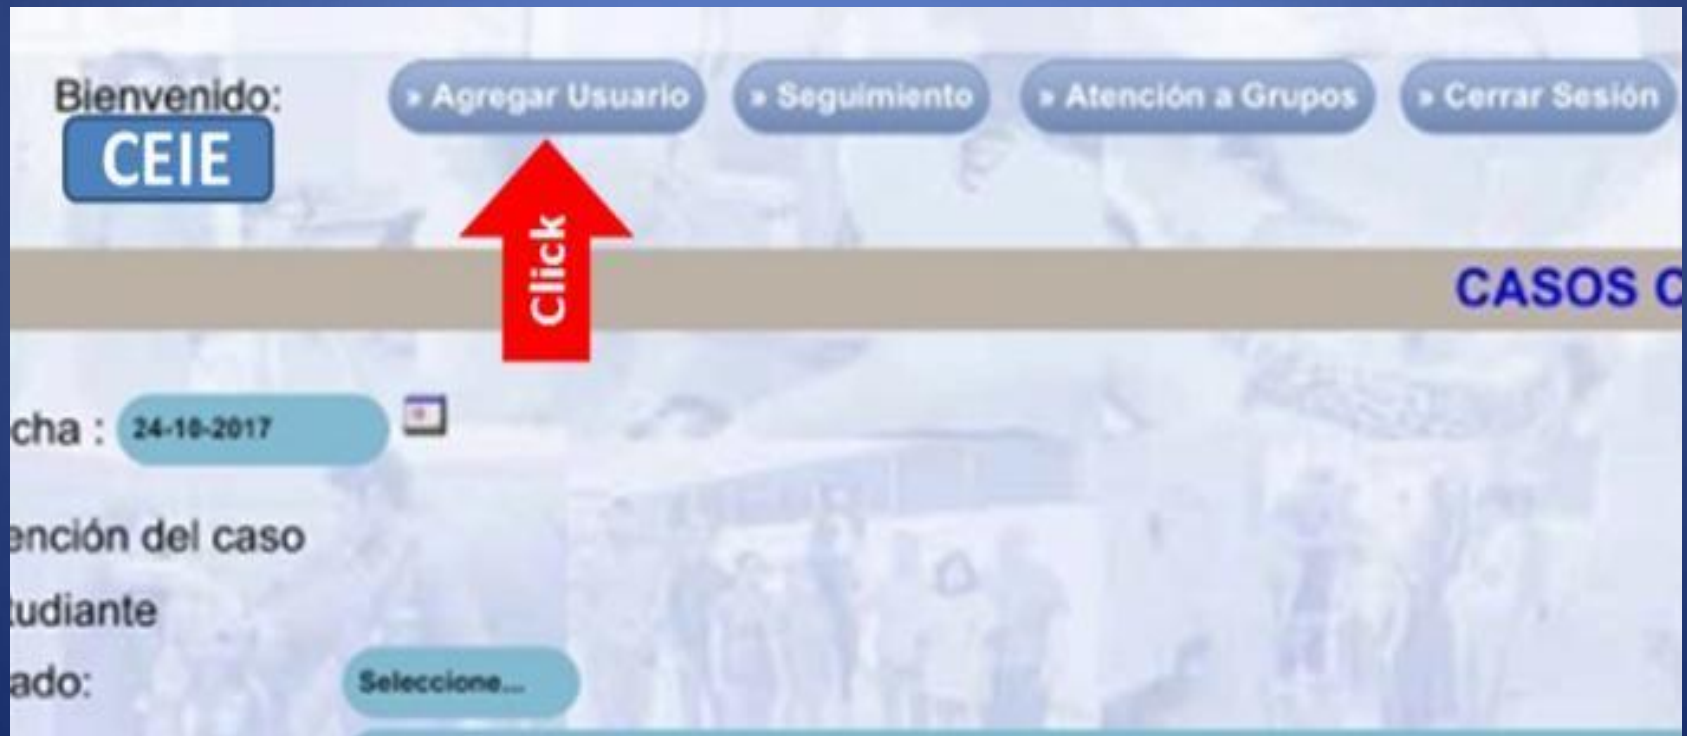 Bienvenido:
CEIE
» Agregar Usuario
» Seguimiento
» Atención a Grupos
» Cerrar Sesión
Click
CASOS C
cha : 24-10-2017
ención del caso
tudiante
ado: Seleccione...